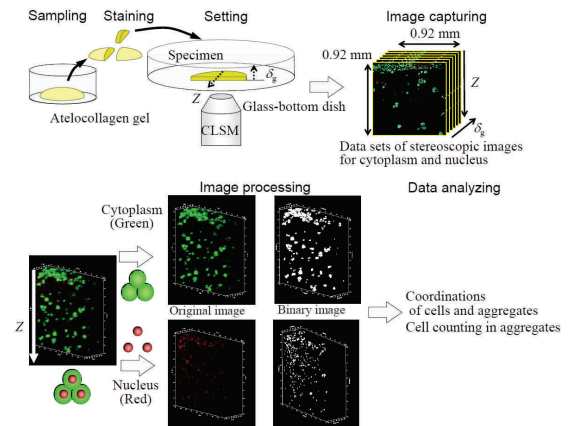 Sampling
Staining
Setting
Image capturing
0.92 mm
0.92 mm
Specimen
δg
Z
Z
Glass-bottom dish
CLSM
Atelocollagen gel
δg
Data sets of stereoscopic images
for cytoplasm and nucleus
Image processing
Data analyzing
Cytoplasm
(Green)
Original image
Binary image
Z
Coordinations
of cells and aggregates
Cell counting in aggregates
Nucleus
(Red)